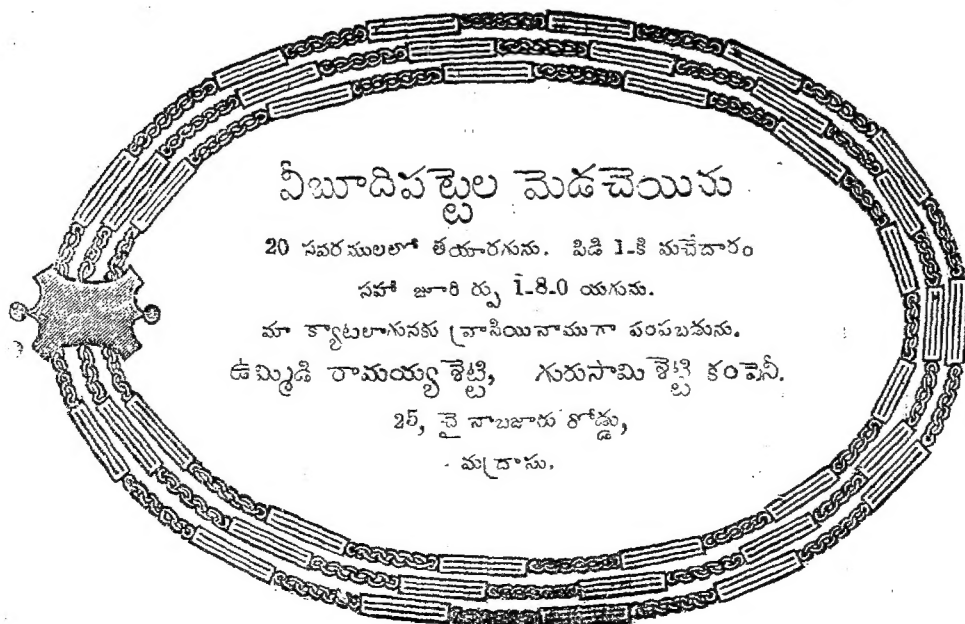 నీబూదిపట్టెల మెడచెయిను
20 సవరములలో తయారగును. పిడి 1-కి మచేదారం
సహా జూరి ర్పు 1-8-0 యగును.
మా క్యాటలాగునకు వ్రాసియినాముగా పంపబడును.
ఉమ్మిడి రామయ్య శెట్టి, గురుసామి శెట్టి కంపెనీ.
25, చైనాబజారు రోడ్డు,
మద్రాసు.